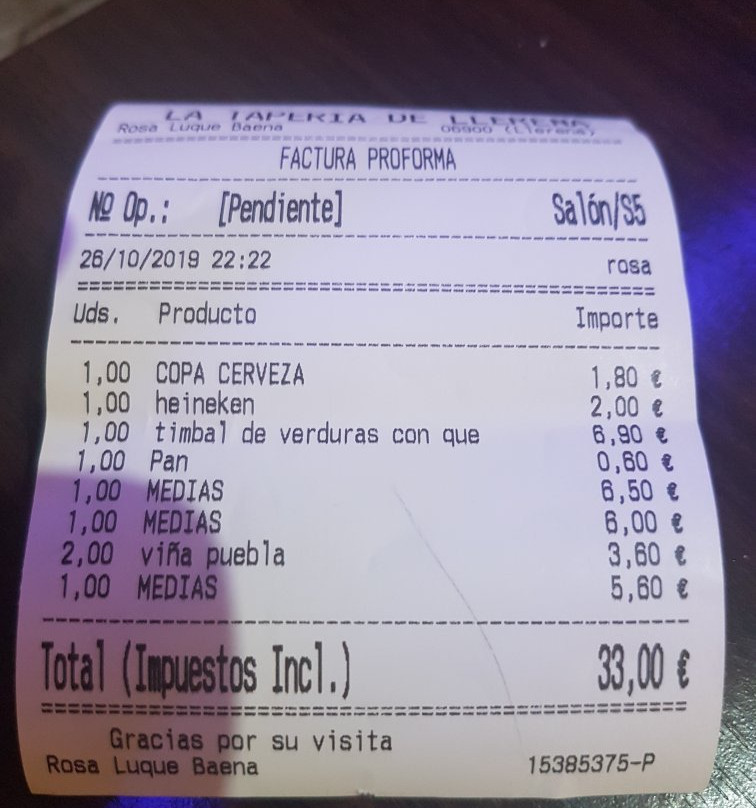 LA TAPERIA DE LLERENA
Rosa Luque Baena 06900 (Llerena)
FACTURA PROFORMA
Nº Op.: [Pendiente] Salón/S5
26/10/2019 22:22 rosa
Uds. Producto Importe
1,00 COPA CERVEZA 1,80 €
1,00 heineken 2,00 €
1,00 timbal de verduras con que 6,90 €
1,00 Pan 0,60 €
1,00 MEDIAS 6,50 €
1,00 MEDIAS 6,00 €
2,00 viña puebla 3,60 €
1,00 MEDIAS 5,60 €
Total (Impuestos Incl.) 33,00 €
Gracias por su visita
Rosa Luque Baena 15385375-P